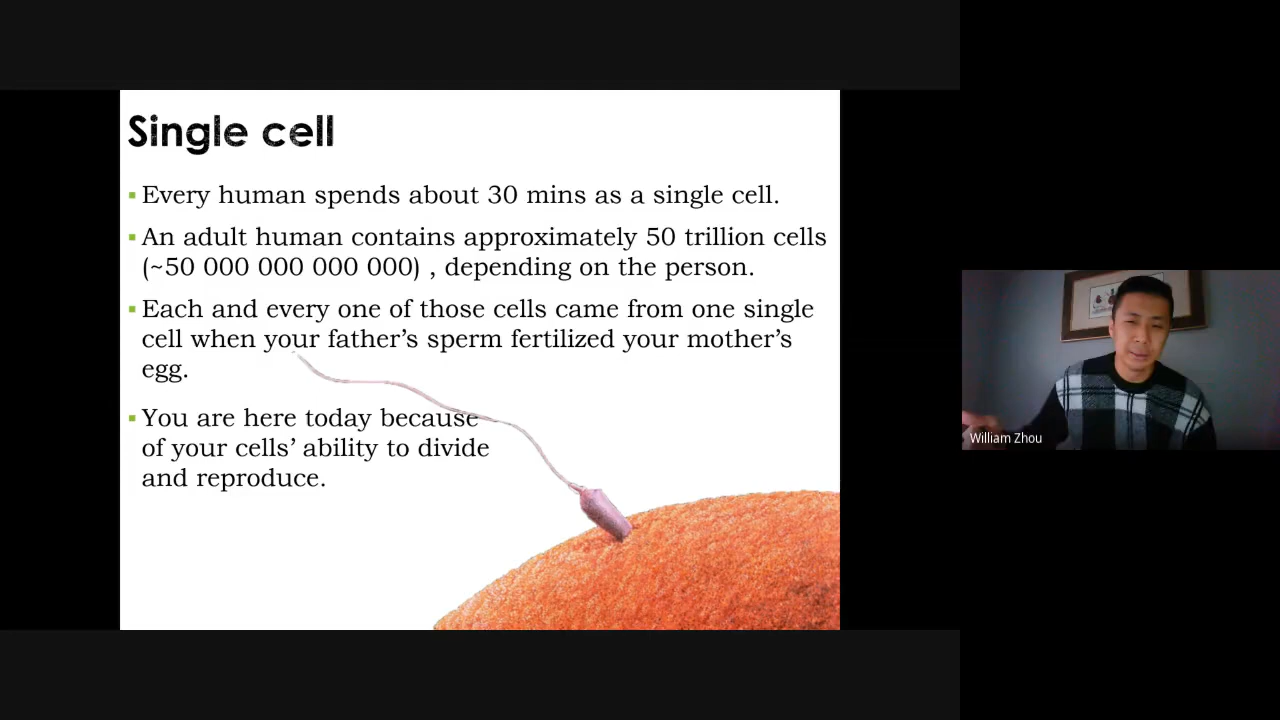 Single cell
▪ Every human spends about 30 mins as a single cell.
▪ An adult human contains approximately 50 trillion cells
(~50 000 000 000 000) , depending on the person.
▪ Each and every one of those cells came from one single
cell when your father’s sperm fertilized your mother’s
egg.
▪ You are here today because
of your cells’ ability to divide
and reproduce.
William Zhou